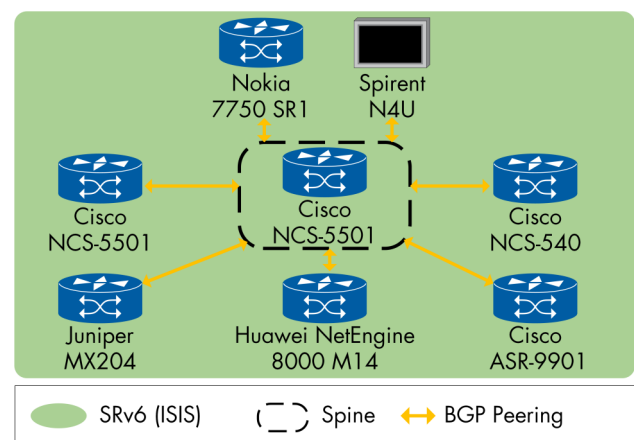 Nokia
7750 SR1
Spirent
N4U
Cisco
NCS-5501
Cisco
NCS-5501
Cisco
NCS-540
Juniper
MX204
Huawei NetEngine
8000 M14
Cisco
ASR-9901
SRv6 (ISIS)
Spine
BGP Peering